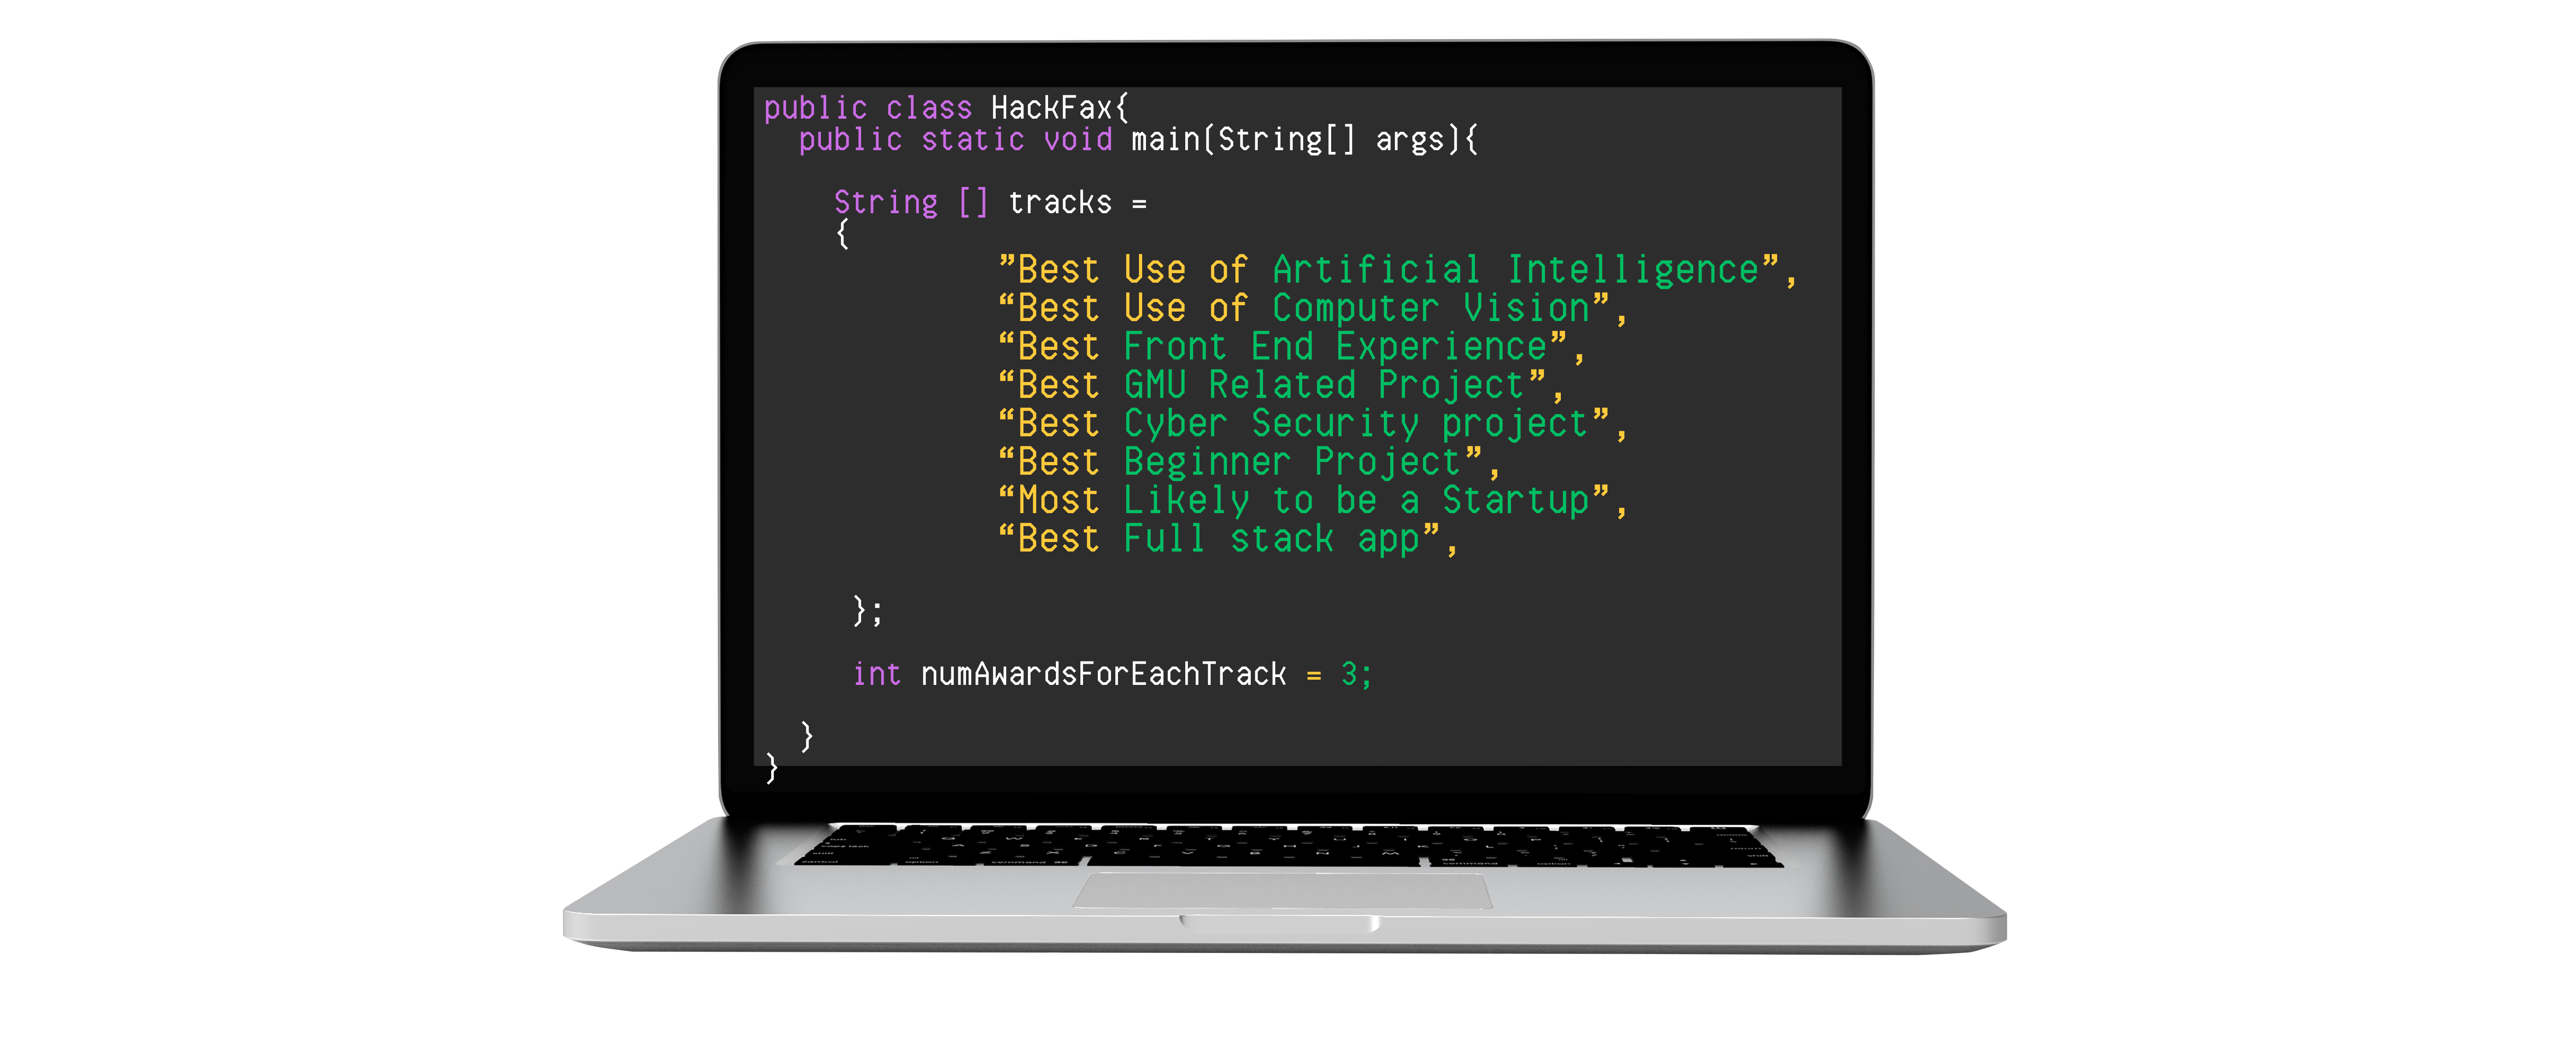 public class HackFax{
public static void main(String[] args){
String [] tracks =
{
”Best Use of Artificial Intelligence”,
“Best Use of Computer Vision”,
“Best Front End Experience”,
“Best GMU Related Project”,
“Best Cyber Security project”,
“Best Beginner Project”,
“Most Likely to be a Startup”,
“Best Full stack app”,
};
int numAwardsForEachTrack = 3;
}
}